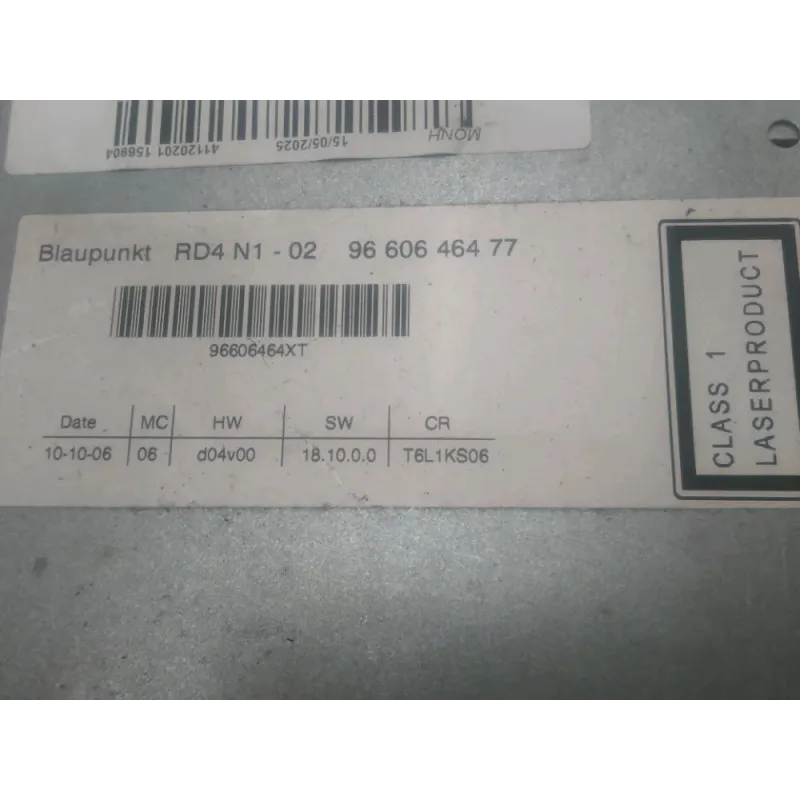 MONH
15/05/2025
41120201 156904
Blaupunkt RD4 N1 - 02 96 606 464 77
96606464XT
Date MC HW SW CR
10-10-06 06 d04v00 18.10.0.0 T6L1KS06
CLASS 1
LASERPRODUCT